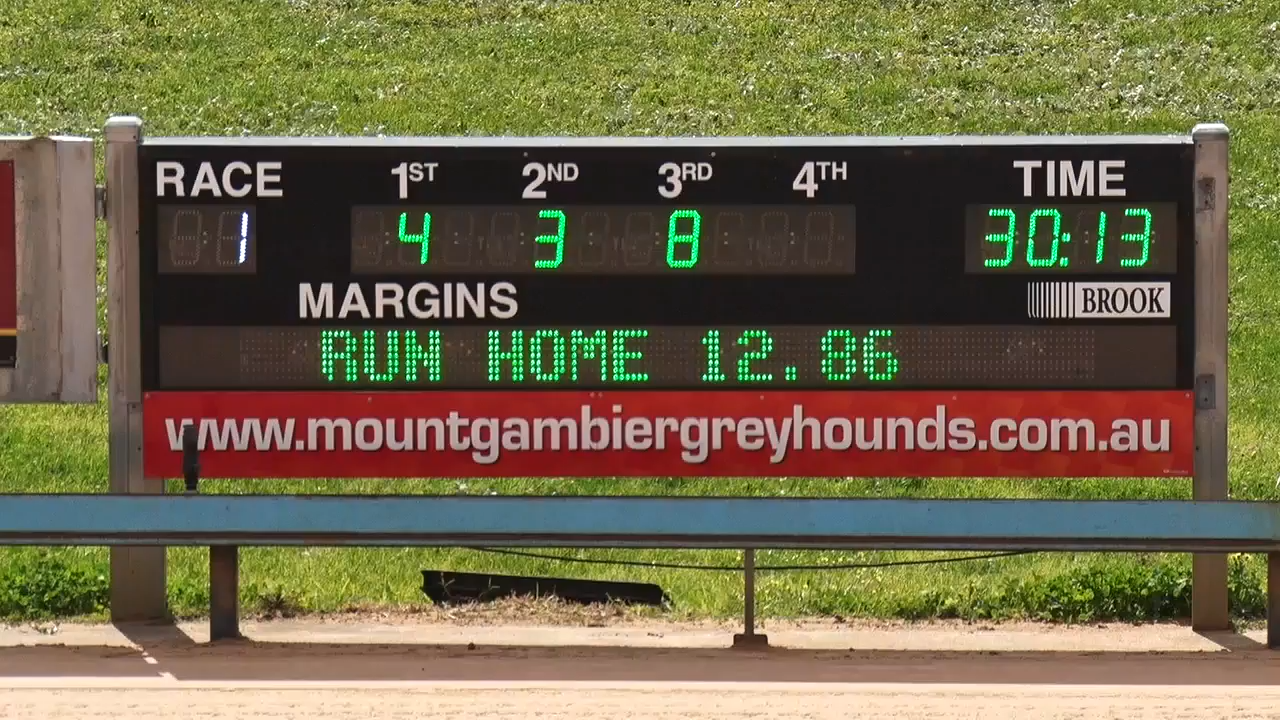 RACE 1ST 2ND 3RD 4TH TIME
1 4 3 8 30:13
MARGINS BROOK
RUN HOME 12.86
www.mountgambiergreyhounds.com.au